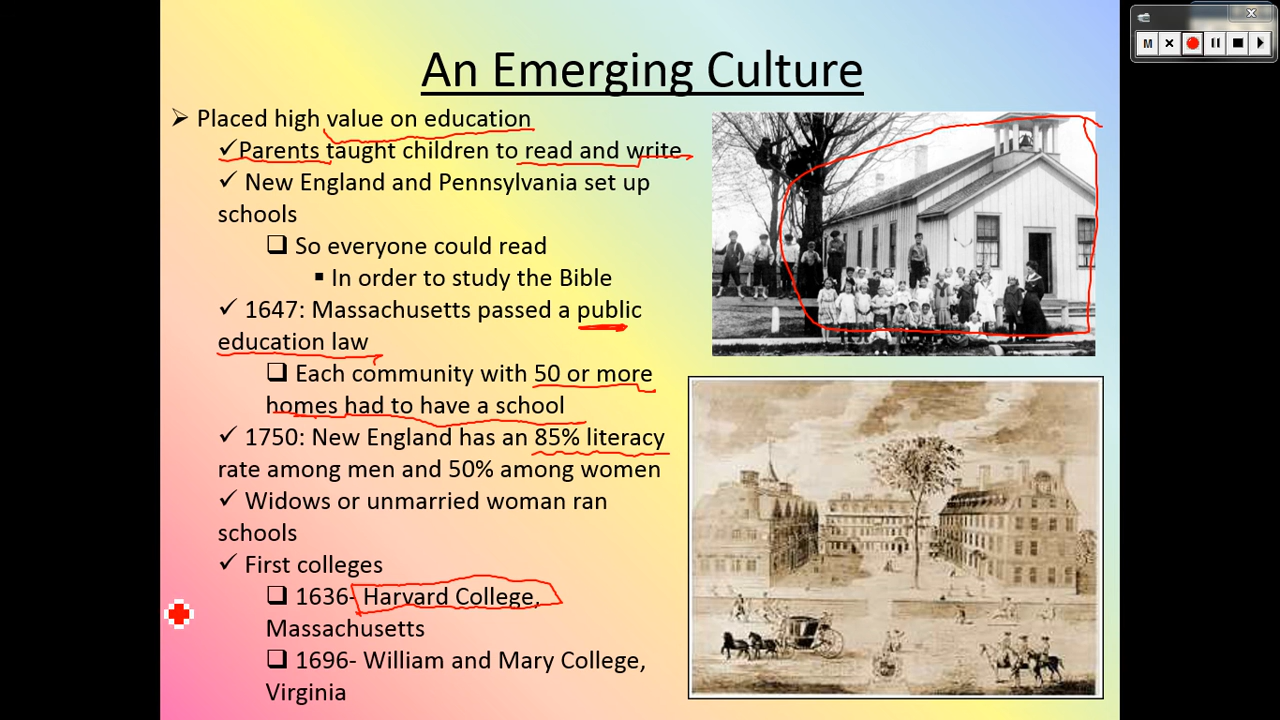 An Emerging Culture
➢ Placed high value on education
✓Parents taught children to read and write
✓ New England and Pennsylvania set up
schools
❑ So everyone could read
▪ In order to study the Bible
✓ 1647: Massachusetts passed a public
education law
❑ Each community with 50 or more
homes had to have a school
✓ 1750: New England has an 85% literacy
rate among men and 50% among women
✓ Widows or unmarried woman ran
schools
✓ First colleges
❑ 1636- Harvard College,
Massachusetts
❑ 1696- William and Mary College,
Virginia
M